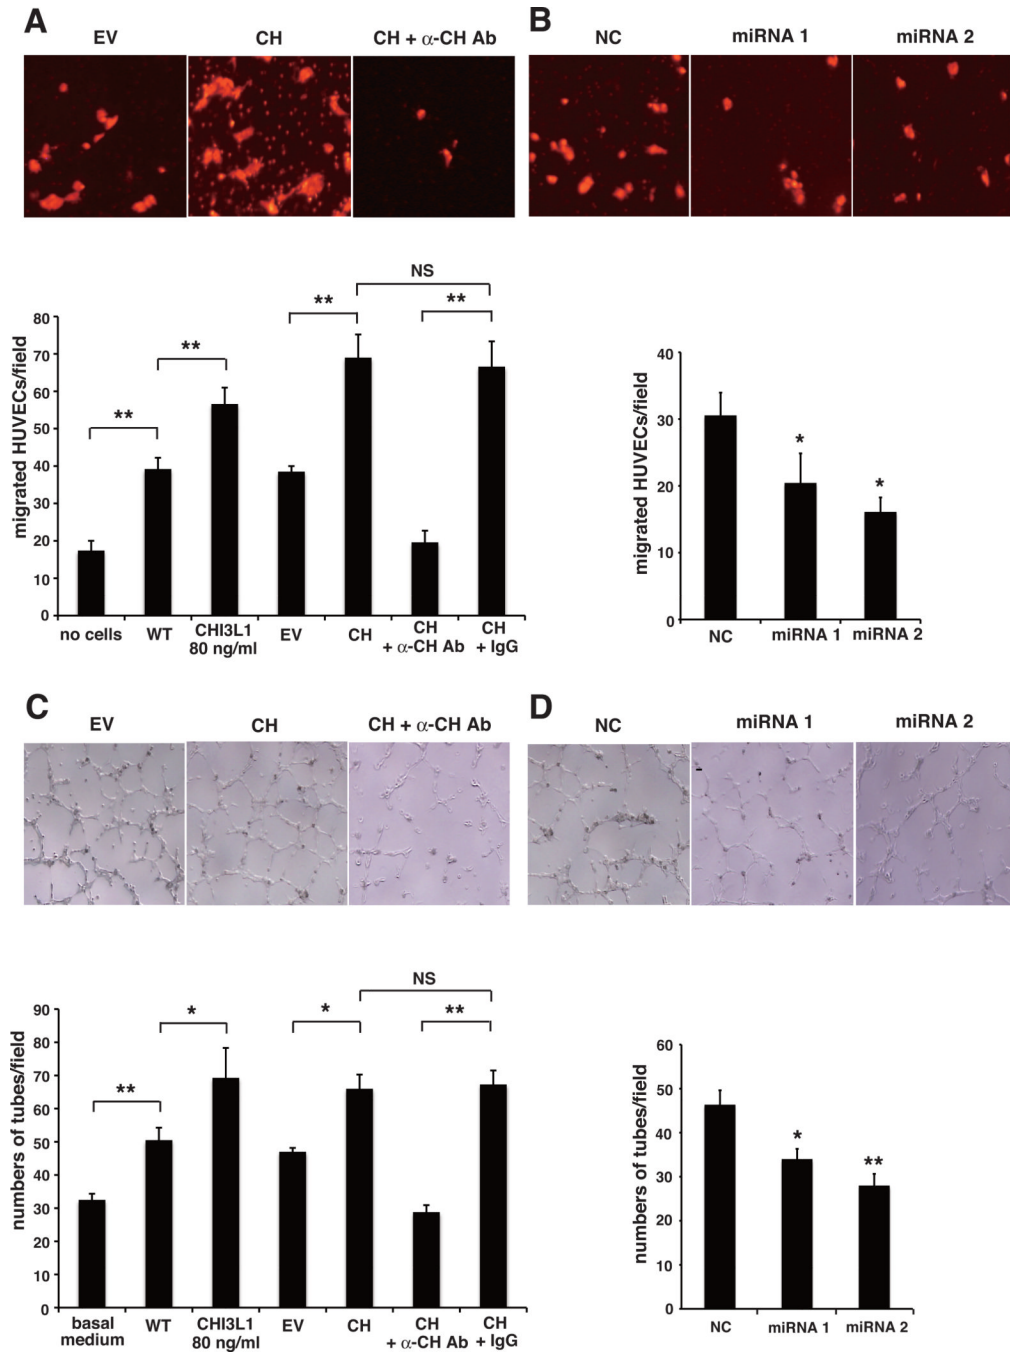 A
EV
CH
CH + α-CH Ab
B
NC
miRNA 1
miRNA 2
migrated HUVECs/field
80
70
60
50
40
30
20
10
0
**
**
**
NS
**
no cells
WT
CHI3L1
80 ng/ml
EV
CH
CH
+ α-CH Ab
CH
+ IgG
migrated HUVECs/field
40
30
20
10
0
*
*
NC
miRNA 1
miRNA 2
C
EV
CH
CH + α-CH Ab
D
NC
miRNA 1
miRNA 2
numbers of tubes/field
90
80
70
60
50
40
30
20
10
0
**
*
*
NS
**
basal
medium
WT
CHI3L1
80 ng/ml
EV
CH
CH
+ α-CH Ab
CH
+ IgG
numbers of tubes/field
60
50
40
30
20
10
0
*
**
NC
miRNA 1
miRNA 2